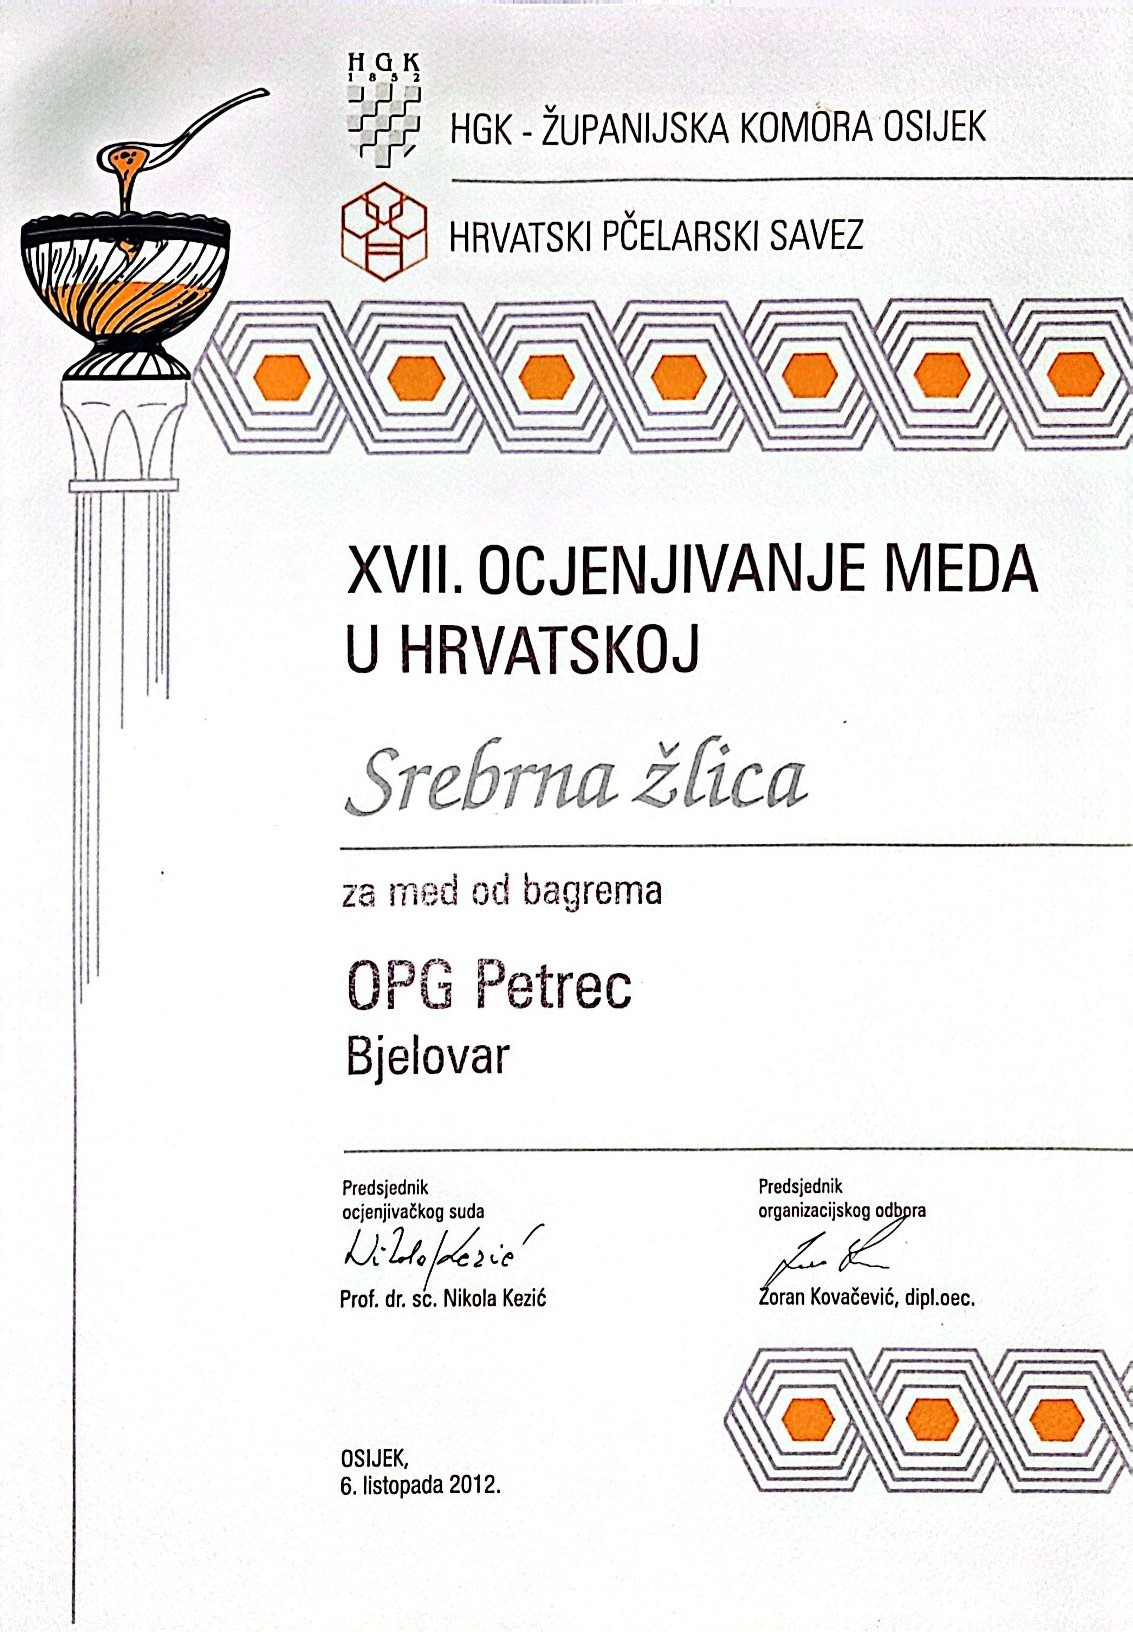 HGK
1852
HGK - ŽUPANIJSKA KOMORA OSIJEK
HRVATSKI PČELARSKI SAVEZ
XVII. OCJENJIVANJE MEDA
U HRVATSKOJ
Srebrna žlica
za med od bagrema
OPG Petrec
Bjelovar
Predsjednik
ocjenjivačkog suda
Nikola Kezić
Prof. dr. sc. Nikola Kezić
Predsjednik
organizacijskog odbora
Zoran Kovačević, dipl.oec.
OSIJEK,
6. listopada 2012.